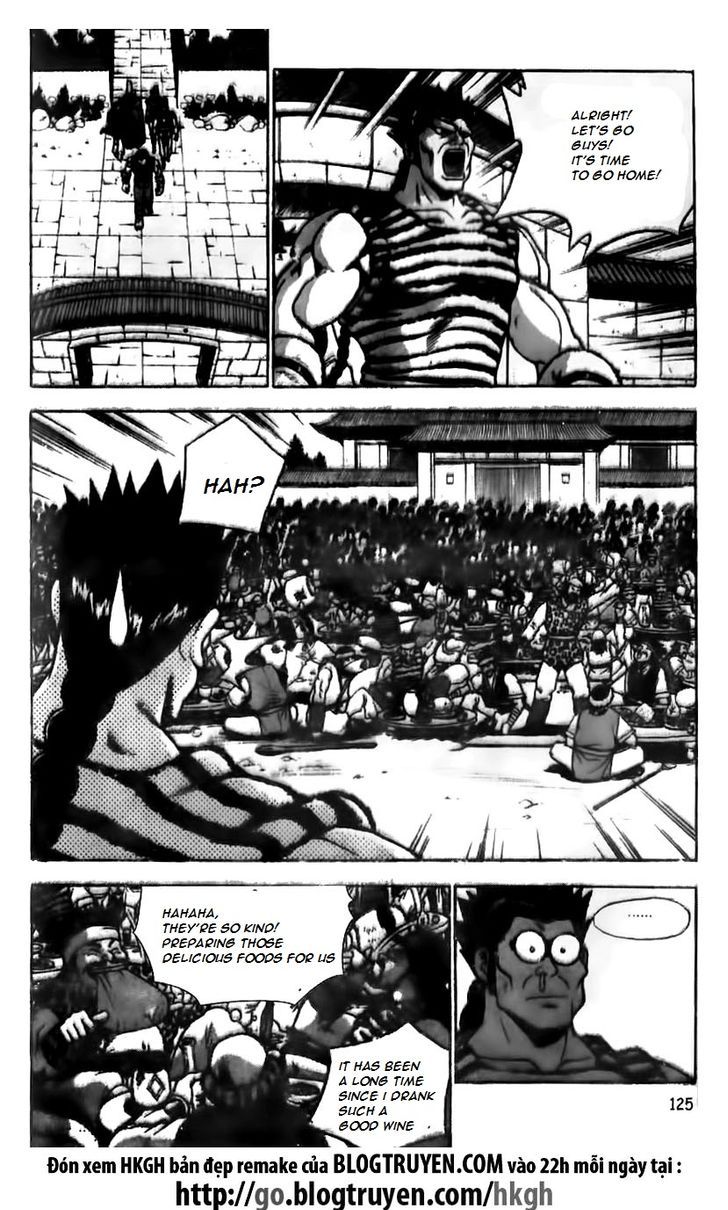 ALRIGHT!
LET'S GO
GUYS!
IT'S TIME
TO GO HOME!
HAH?
HAHAHA,
THEY'RE SO KIND!
PREPARING THOSE
DELICIOUS FOODS FOR US
......
IT HAS BEEN
A LONG TIME
SINCE I DRANK
SUCH A
GOOD WINE
125
Đón xem HKGH bản đẹp remake của BLOGTRUYEN.COM vào 22h mỗi ngày tại :
http://go.blogtruyen.com/hkgh